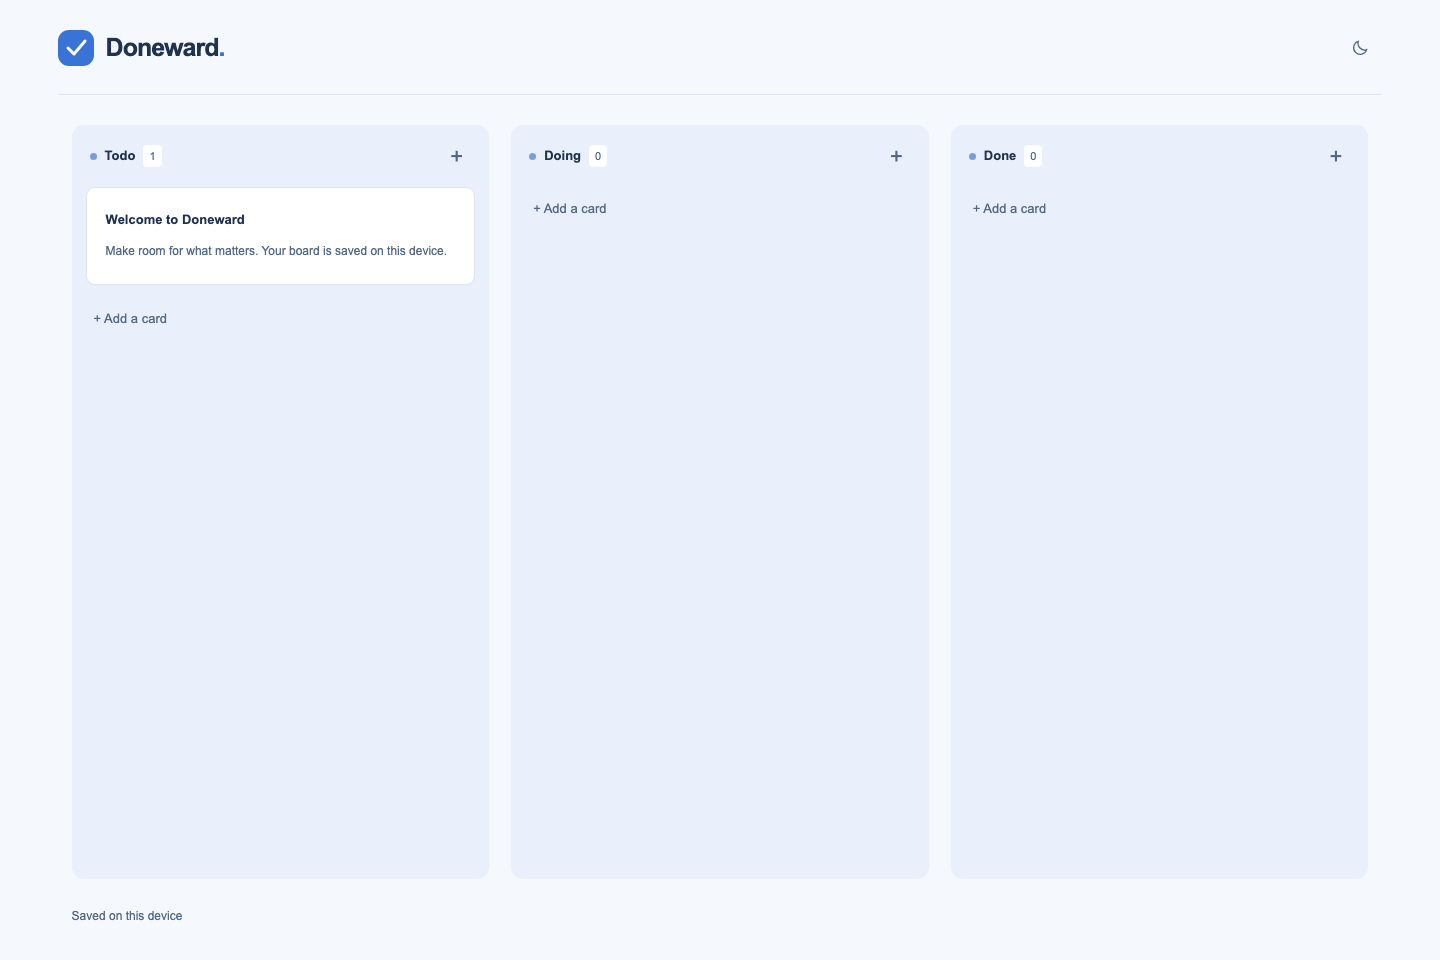 Doneward.
Todo 1
Welcome to Doneward
Make room for what matters. Your board is saved on this device.
+ Add a card
Doing 0
+ Add a card
Done 0
+ Add a card
Saved on this device